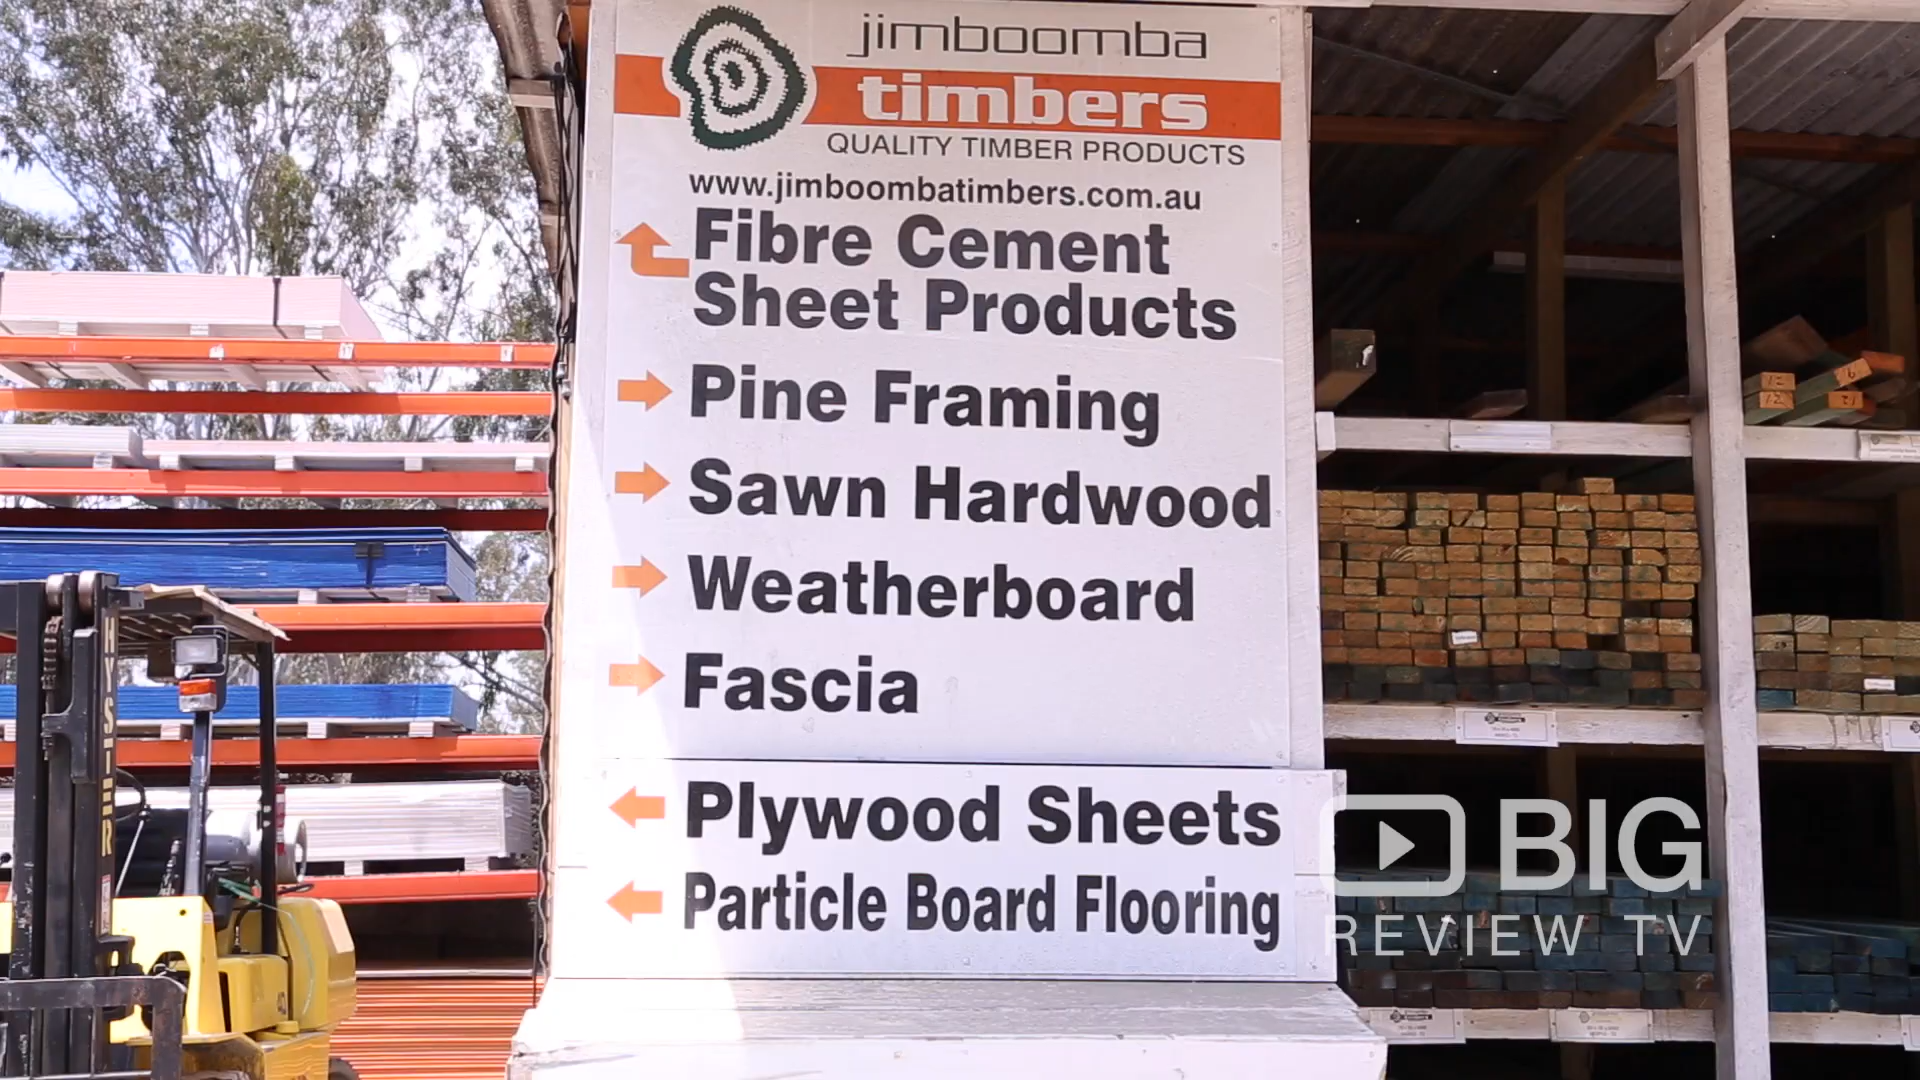 jimboomba
timbers
QUALITY TIMBER PRODUCTS
www.jimboombatimbers.com.au
Fibre Cement
Sheet Products
Pine Framing
Sawn Hardwood
Weatherboard
Fascia
Plywood Sheets
Particle Board Flooring
HYSTER
BIG
REVIEW TV